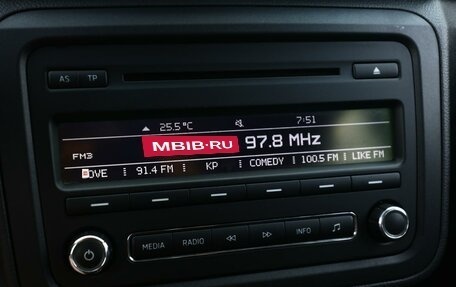 AS TP
25.5 °C 7:51
MBIB.RU 97.8 MHz
FM3
OVE 91.4 FM KP COMEDY 100.5 FM LIKE FM
MEDIA RADIO INFO